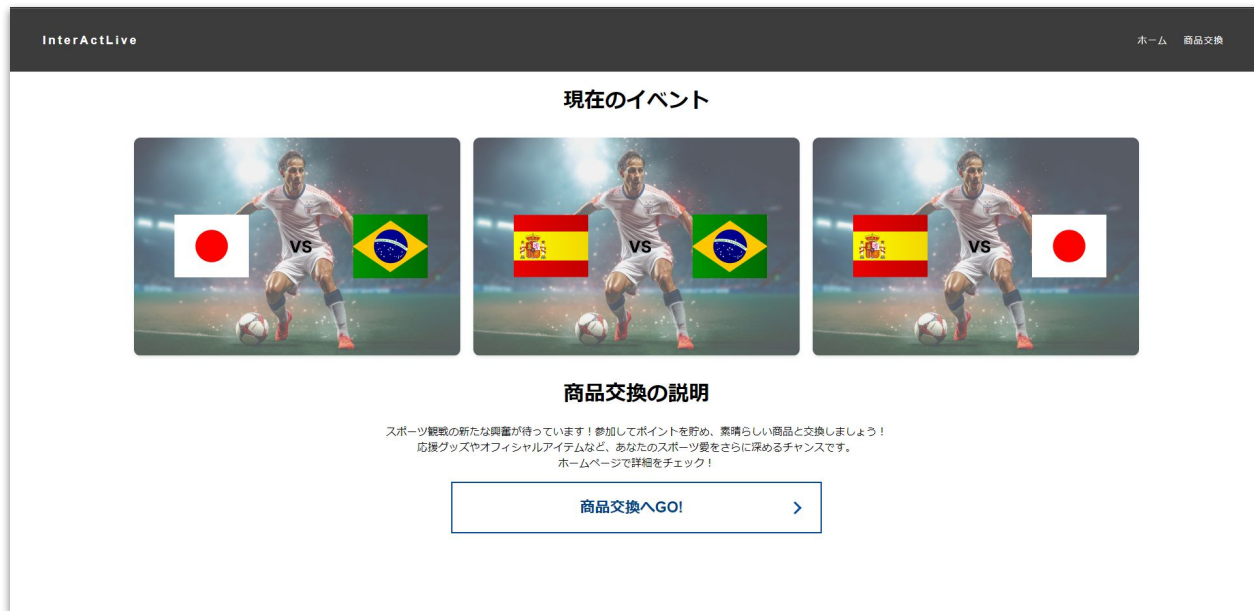 InterActLive
ホーム 商品交換
現在のイベント
VS
VS
VS
商品交換の説明
スポーツ観戦の新たな興奮が待っています！参加してポイントを貯め、素晴らしい商品と交換しましょう！
応援グッズやオフィシャルアイテムなど、あなたのスポーツ愛をさらに深めるチャンスです。
ホームページで詳細をチェック！
商品交換へGO!